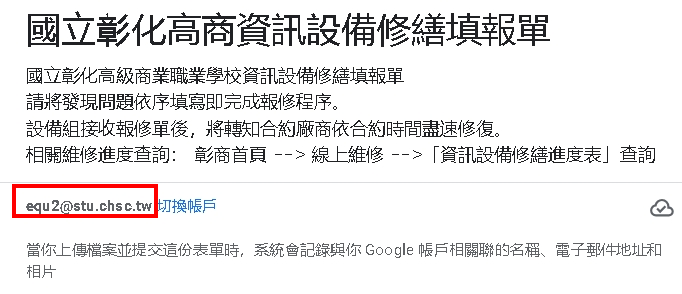 國立彰化高商資訊設備修繕填報單
國立彰化高級商業職業學校資訊設備修繕填報單
請將發現問題依序填寫即完成報修程序。
設備組接收報修單後，將轉知合約廠商依合約時間盡速修復。
相關維修進度查詢： 彰商首頁 --> 線上維修 -->「資訊設備修繕進度表」查詢
equ2@stu.chsc.tw 切換帳戶
當你上傳檔案並提交這份表單時，系統會記錄與你 Google 帳戶相關聯的名稱、電子郵件地址和
相片